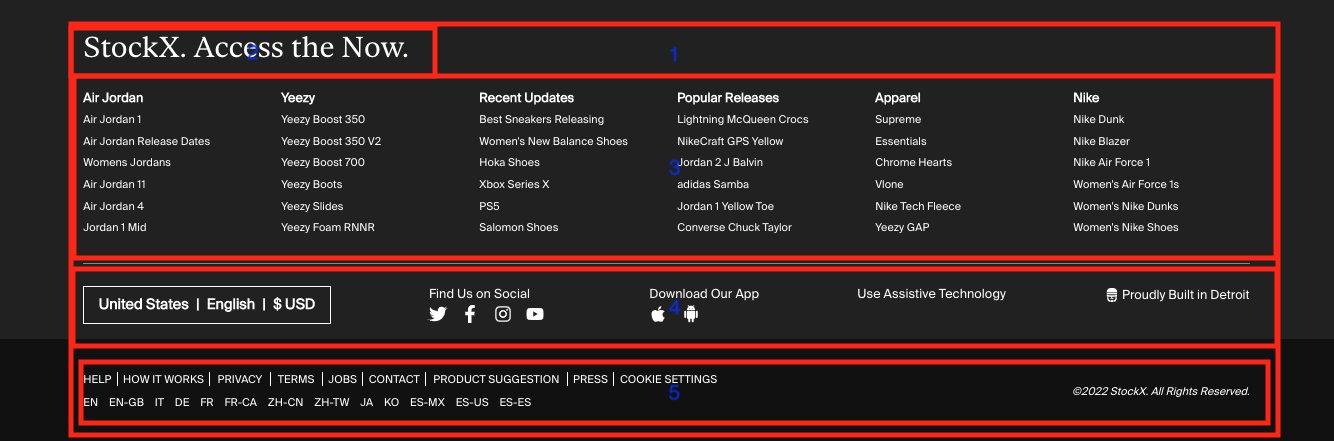 StockX. Access the Now.
2
1
Air Jordan Yeezy Recent Updates Popular Releases Apparel Nike
Air Jordan 1 Yeezy Boost 350 Best Sneakers Releasing Lightning McQueen Crocs Supreme Nike Dunk
Air Jordan Release Dates Yeezy Boost 350 V2 Women's New Balance Shoes NikeCraft GPS Yellow Essentials Nike Blazer
Womens Jordans Yeezy Boost 700 Hoka Shoes Jordan 2 J Balvin Chrome Hearts Nike Air Force 1
3
Air Jordan 11 Yeezy Boots Xbox Series X adidas Samba Vlone Women's Air Force 1s
Air Jordan 4 Yeezy Slides PS5 Jordan 1 Yellow Toe Nike Tech Fleece Women's Nike Dunks
Jordan 1 Mid Yeezy Foam RNNR Salomon Shoes Converse Chuck Taylor Yeezy GAP Women's Nike Shoes
United States | English | $ USD Find Us on Social Download Our App Use Assistive Technology Proudly Built in Detroit
4
HELP | HOW IT WORKS | PRIVACY | TERMS | JOBS | CONTACT | PRODUCT SUGGESTION | PRESS | COOKIE SETTINGS
5
©2022 StockX. All Rights Reserved.
EN EN-GB IT DE FR FR-CA ZH-CN ZH-TW JA KO ES-MX ES-US ES-ES